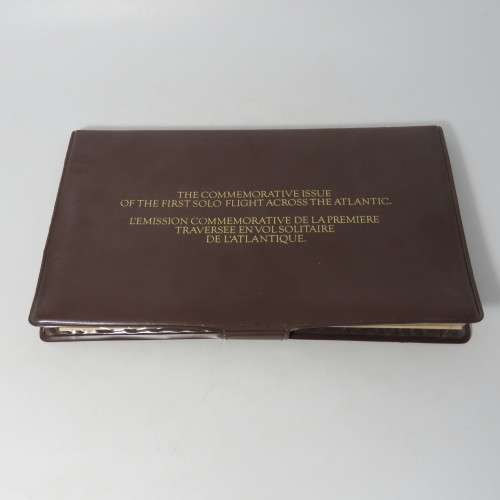 THE COMMEMORATIVE ISSUE
OF THE FIRST SOLO FLIGHT ACROSS THE ATLANTIC.
L'EMISSION COMMEMORATIVE DE LA PREMIERE
TRAVERSEE EN VOL SOLITAIRE
DE L'ATLANTIQUE.